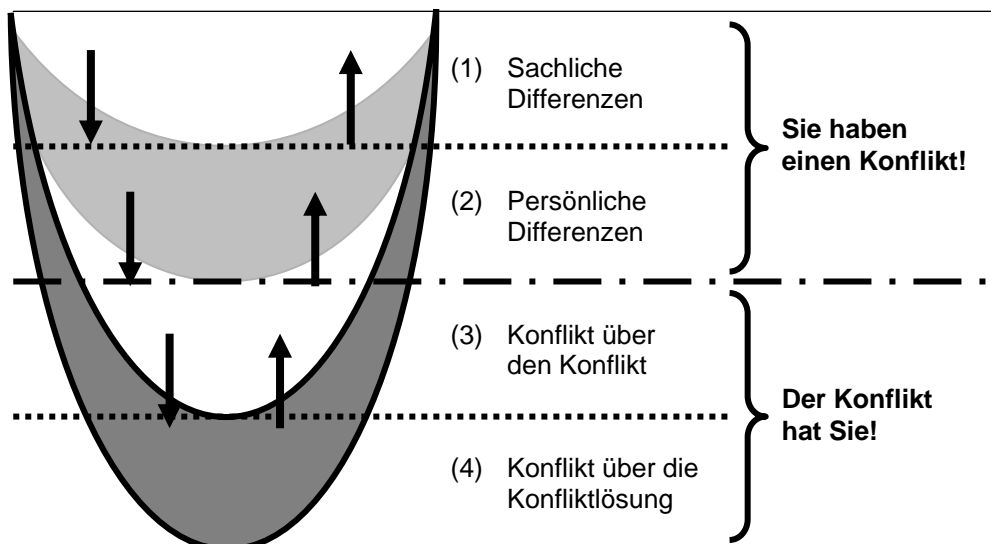 (1) Sachliche
Differenzen
(2) Persönliche
Differenzen
Sie haben
einen Konflikt!
(3) Konflikt über
den Konflikt
(4) Konflikt über die
Konfliktlösung
Der Konflikt
hat Sie!